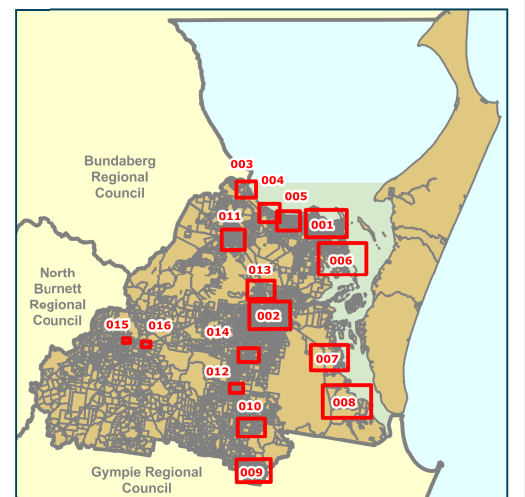 003
Bundaberg
Regional
Council
004
005
011
001
006
013
North
Burnett
Regional
Council
002
015
016
014
007
012
008
010
Gympie Regional
Council
009